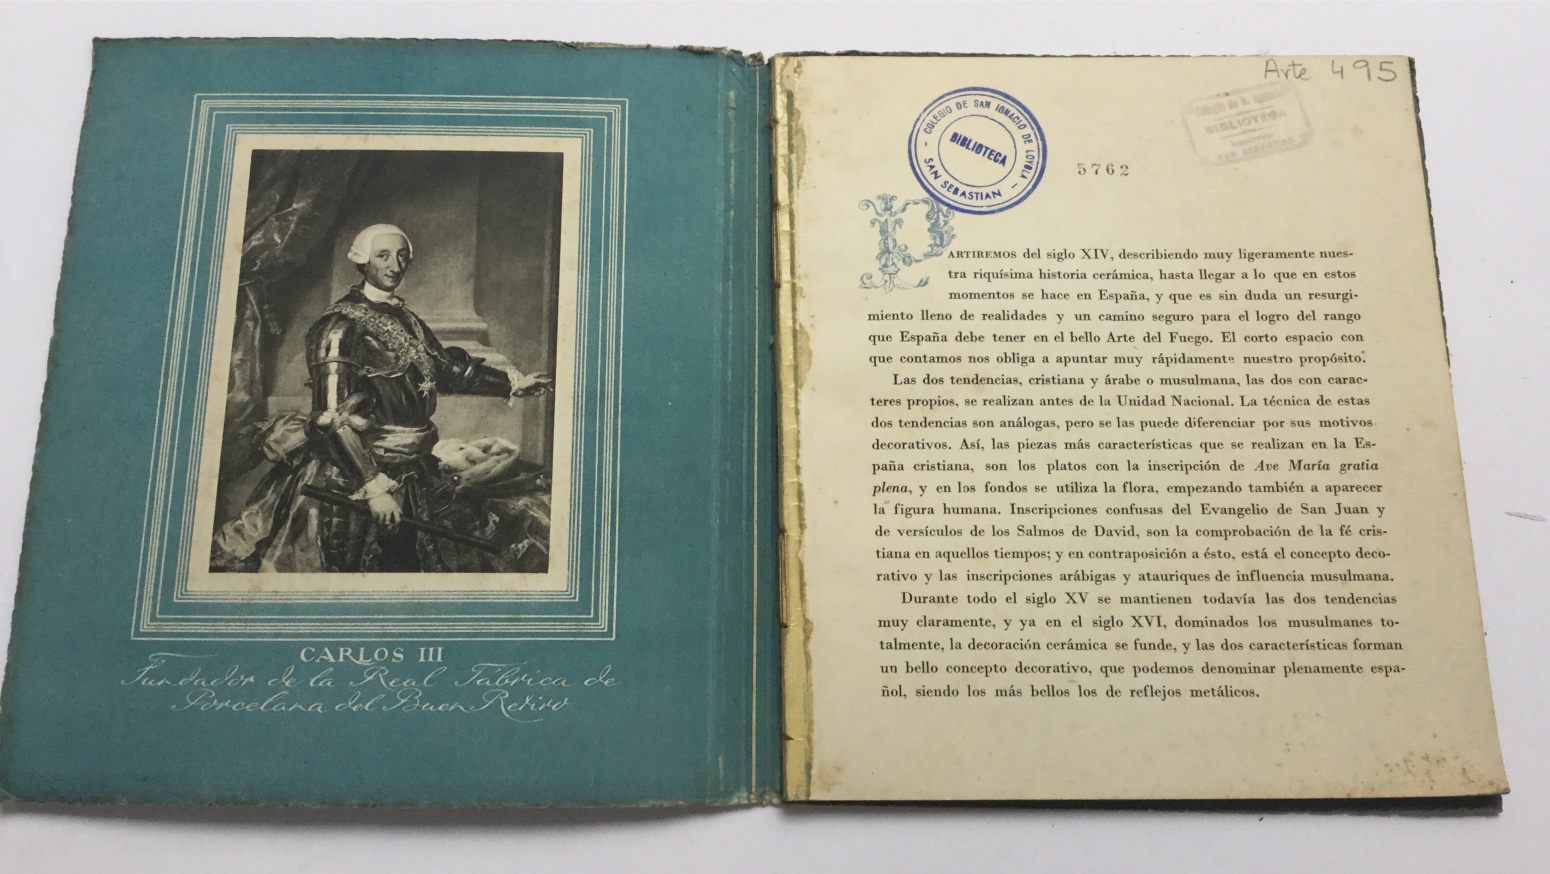 CARLOS III
Fundador de la Real Fábrica de
Porcelana del Buen Retiro
Arte 495
COLEGIO DE SAN IGNACIO DE LOYOLA
BIBLIOTECA
SAN SEBASTIAN
BIBLIOTECA
SAN SEBASTIAN
5762
PARTIREMOS del siglo XIV, describiendo muy ligeramente nues-
tra riquísima historia cerámica, hasta llegar a lo que en estos
momentos se hace en España, y que es sin duda un resurgi-
miento lleno de realidades y un camino seguro para el logro del rango
que España debe tener en el bello Arte del Fuego. El corto espacio con
que contamos nos obliga a apuntar muy rápidamente nuestro propósito.
Las dos tendencias, cristiana y árabe o musulmana, las dos con carac-
teres propios, se realizan antes de la Unidad Nacional. La técnica de estas
dos tendencias son análogas, pero se las puede diferenciar por sus motivos
decorativos. Así, las piezas más características que se realizan en la Es-
paña cristiana, son los platos con la inscripción de Ave María gratia
plena, y en los fondos se utiliza la flora, empezando también a aparecer
la figura humana. Inscripciones confusas del Evangelio de San Juan y
de versículos de los Salmos de David, son la comprobación de la fé cris-
tiana en aquellos tiempos; y en contraposición a ésto, está el concepto deco-
rativo y las inscripciones arábigas y atauriques de influencia musulmana.
Durante todo el siglo XV se mantienen todavía las dos tendencias
muy claramente, y ya en el siglo XVI, dominados los musulmanes to-
talmente, la decoración cerámica se funde, y las dos características forman
un bello concepto decorativo, que podemos denominar plenamente espa-
ñol, siendo los más bellos los de reflejos metálicos.